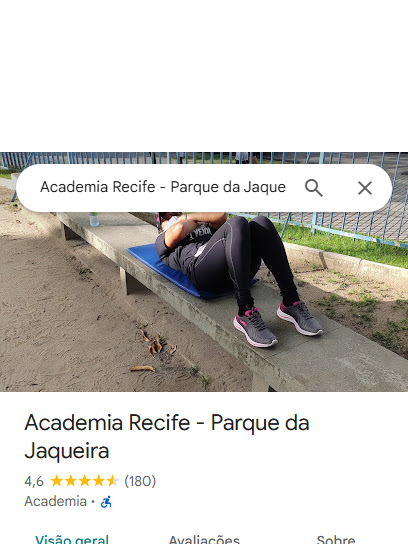 Academia Recife - Parque da Jaque
Academia Recife - Parque da
Jaqueira
4,6 (180)
Academia ·
Visão geral Avaliações Sobre